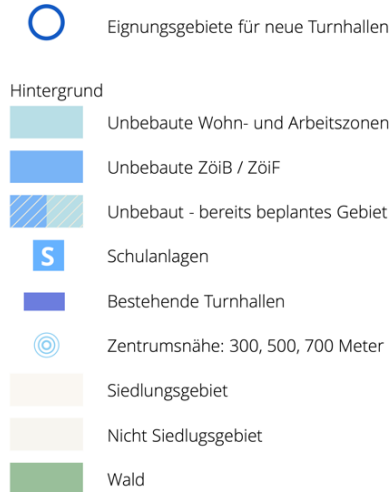 Eignungsgebiete für neue Turnhallen
Hintergrund
Unbebaute Wohn- und Arbeitszonen
Unbebaute ZöiB / ZöiF
Unbebaut - bereits beplantes Gebiet
S Schulanlagen
Bestehende Turnhallen
Zentrumsnähe: 300, 500, 700 Meter
Siedlungsgebiet
Nicht Siedlugsgebiet
Wald